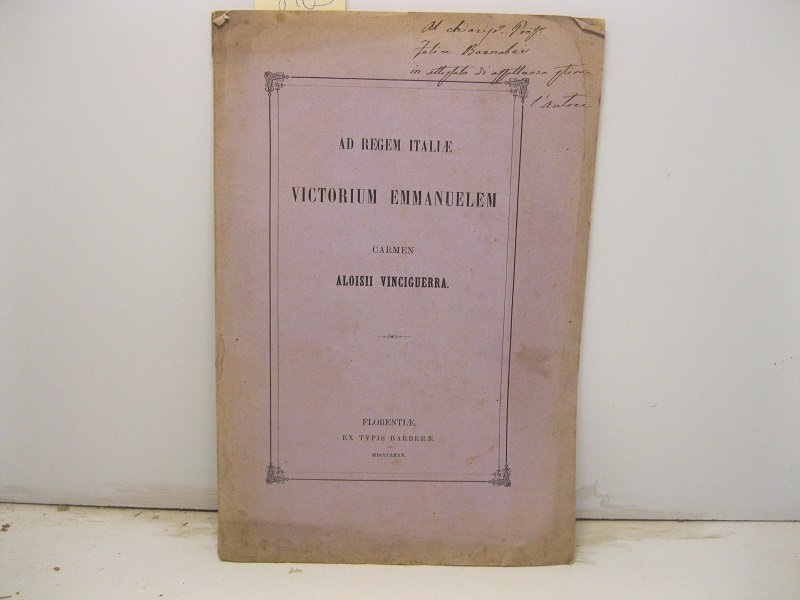 Al chiariss. Prof.
Felice Barnabei
in attestato di affettuosa stima
l'autore
AD REGEM ITALIÆ
VICTORIUM EMMANUELEM
CARMEN
ALOISII VINCIGUERRA.
FLORENTIÆ,
EX TYPIS BARBERÆ.
MDCCCLXXV.